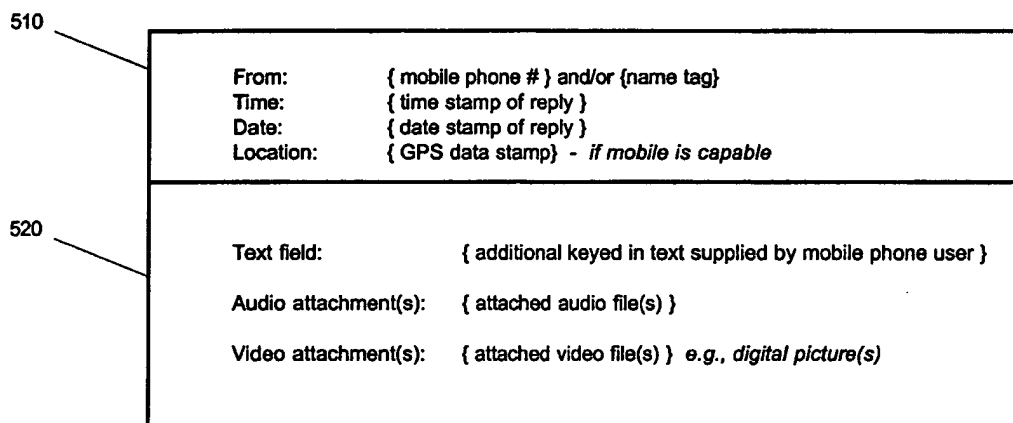 510
From: { mobile phone # } and/or {name tag}
Time: { time stamp of reply }
Date: { date stamp of reply }
Location: { GPS data stamp} - if mobile is capable
520
Text field: { additional keyed in text supplied by mobile phone user }
Audio attachment(s): { attached audio file(s) }
Video attachment(s): { attached video file(s) } e.g., digital picture(s)